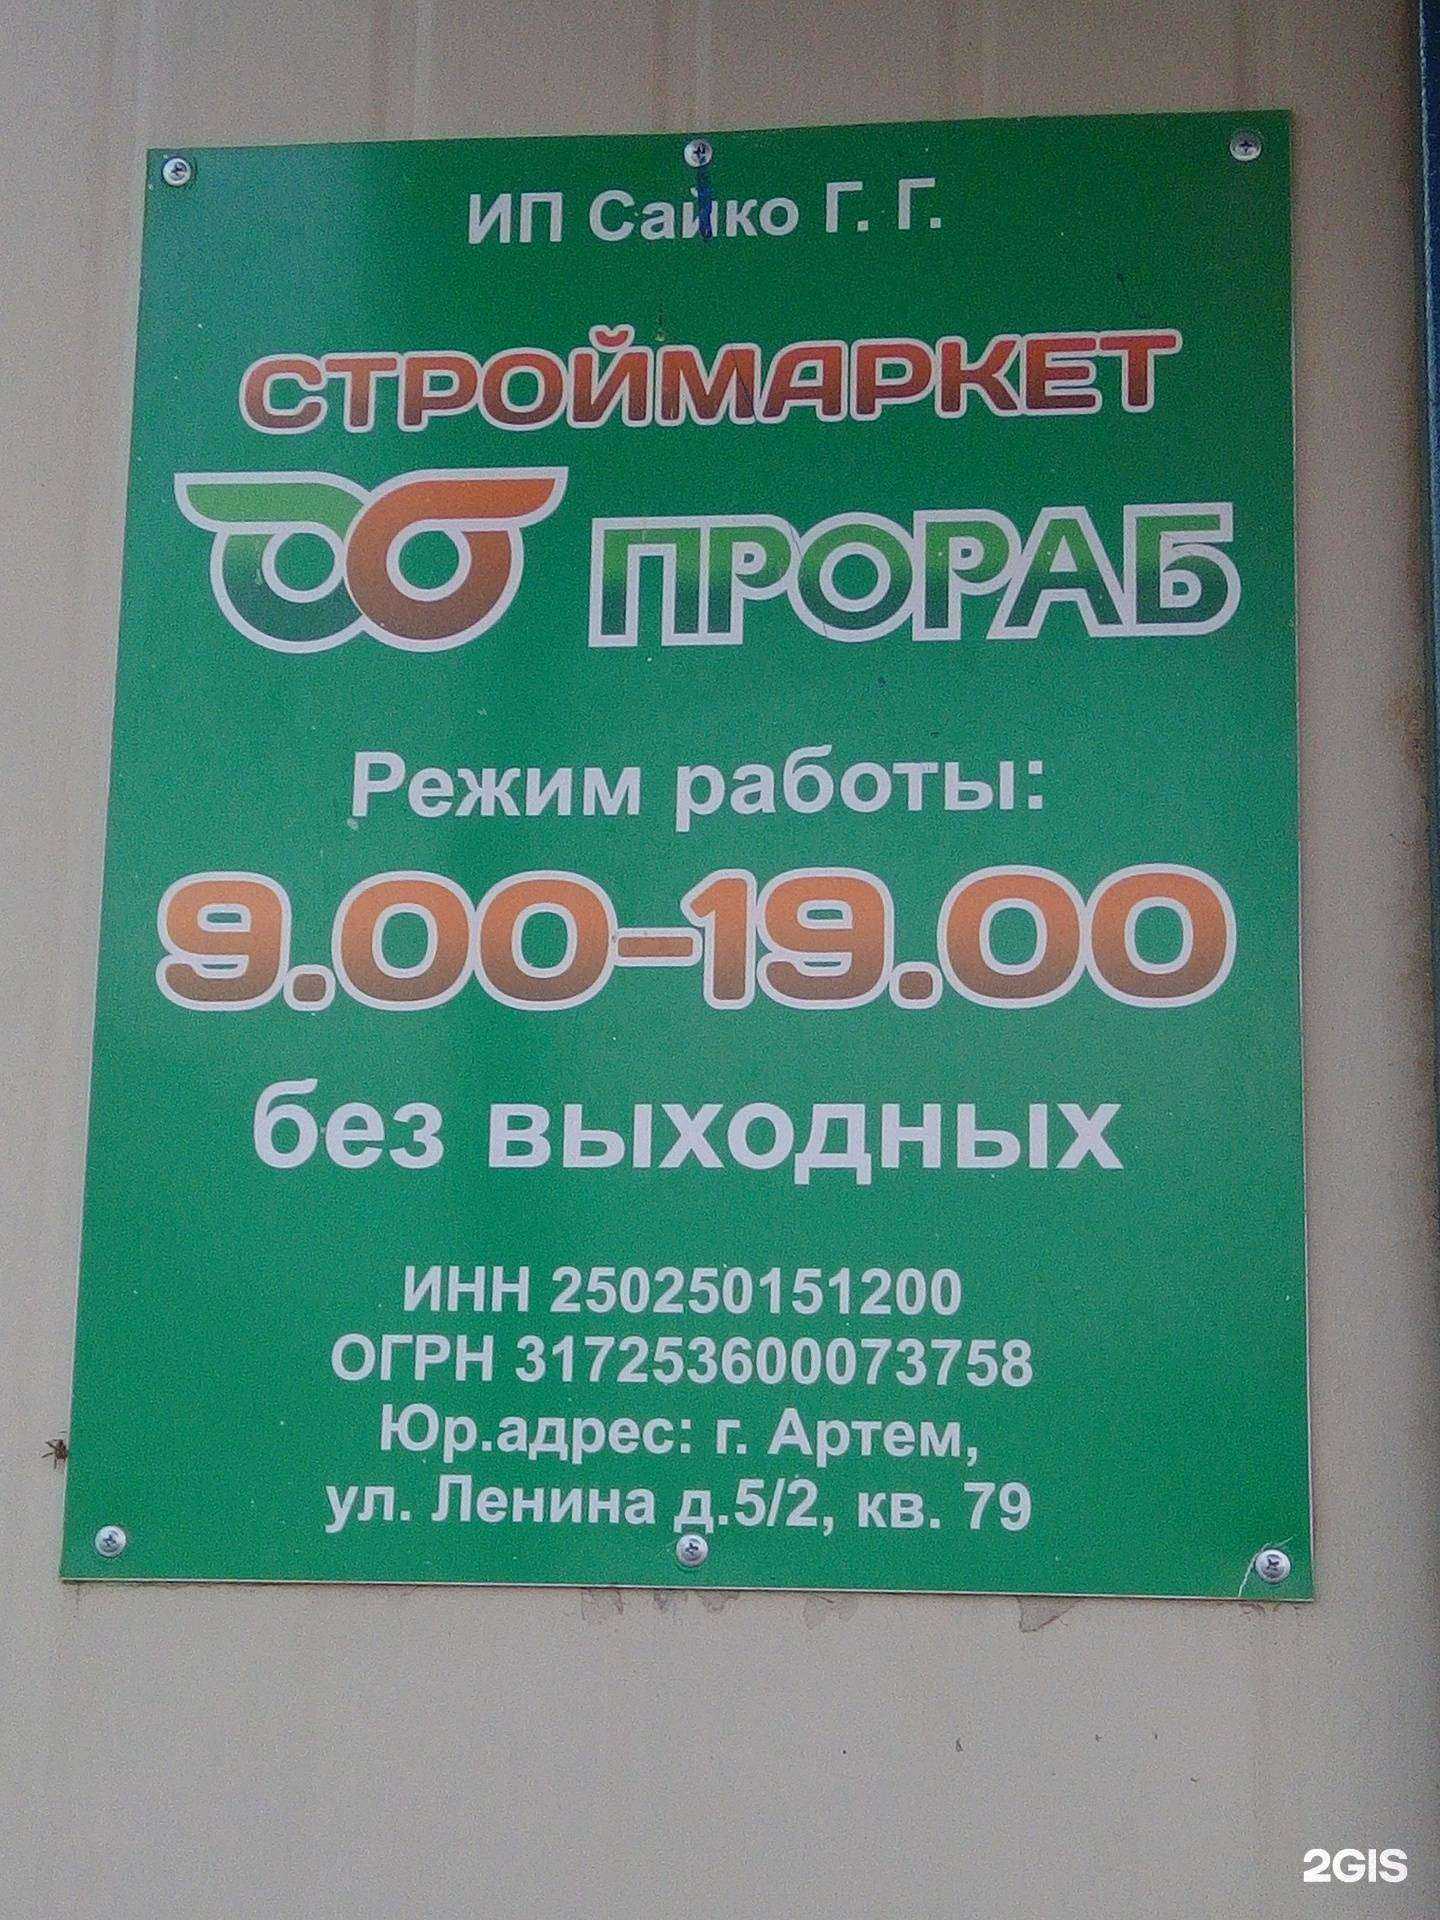 ИП Сайко Г. Г.
СТРОЙМАРКЕТ
ПРОРАБ
Режим работы:
9.00-19.00
без выходных
ИНН 250250151200
ОГРН 317253600073758
Юр.адрес: г. Артем,
ул. Ленина д.5/2, кв. 79
2GIS